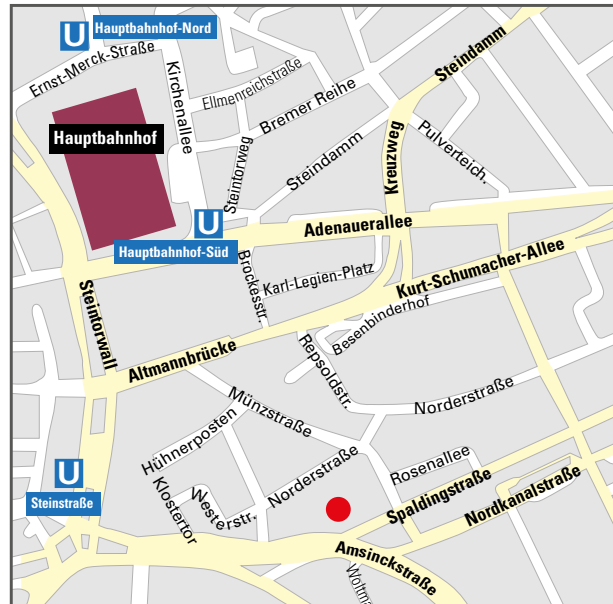 U
Hauptbahnhof-Nord
Ernst-Merck-Straße
Kirchenallee
Ellmenreichstraße
Steindamm
Bremer Reihe
Hauptbahnhof
Pulverteich.
Steintorweg
Steindamm
Kreuzweg
U
Hauptbahnhof-Süd
Adenauerallee
Brockesstr.
Karl-Legien-Platz
Kurt-Schumacher-Allee
Steintorwall
Besenbinderhof
Altmannbrücke
Repsoldstr.
Münzstraße
Norderstraße
Hühnerposten
U
Steinstraße
Klostertor
Westerstr.
Norderstraße
Rosenallee
Spaldingstraße
Nordkanalstraße
Amsinckstraße
Woltma